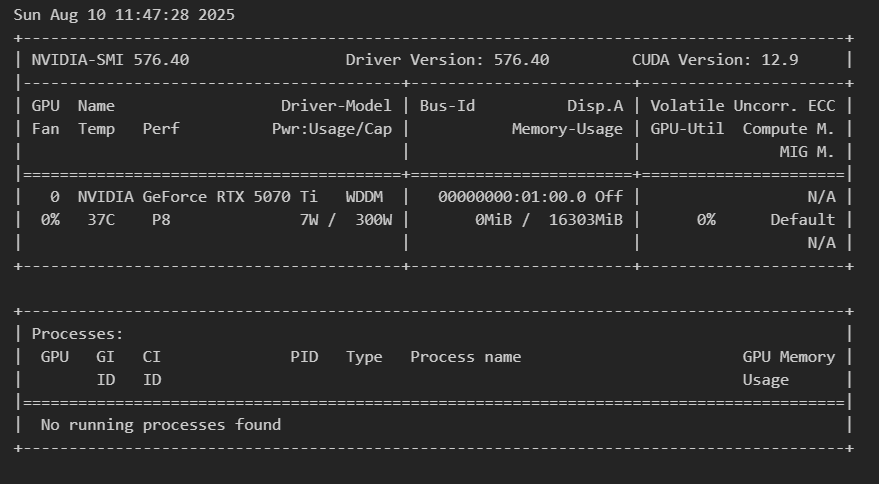 Sun Aug 10 11:47:28 2025
+-----------------------------------------------------------------------------------------+
| NVIDIA-SMI 576.40                 Driver Version: 576.40         CUDA Version: 12.9     |
|-----------------------------------------+------------------------+----------------------+
| GPU  Name                  Driver-Model | Bus-Id          Disp.A | Volatile Uncorr. ECC |
| Fan  Temp   Perf          Pwr:Usage/Cap |           Memory-Usage | GPU-Util  Compute M. |
|                                         |                        |               MIG M. |
|=========================================+========================+======================|
|   0  NVIDIA GeForce RTX 5070 Ti   WDDM  |   00000000:01:00.0 Off |                  N/A |
|  0%   37C    P8              7W /  300W |       0MiB /  16303MiB |      0%      Default |
|                                         |                        |                  N/A |
+-----------------------------------------+------------------------+----------------------+

+-----------------------------------------------------------------------------------------+
| Processes:                                                                              |
|  GPU   GI   CI              PID   Type   Process name                        GPU Memory |
|        ID   ID                                                               Usage      |
|=========================================================================================|
|  No running processes found                                                             |
+-----------------------------------------------------------------------------------------+